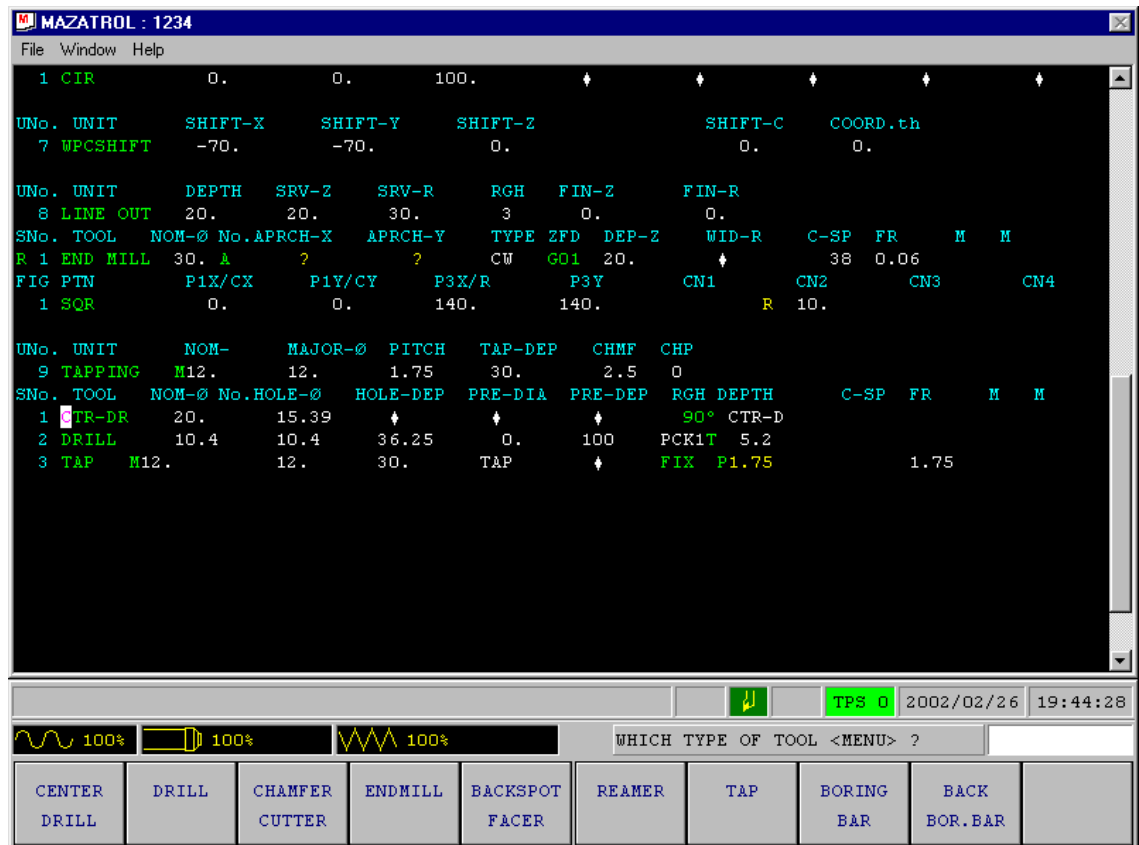 MAZATROL : 1234
File Window Help
1 CIR 0. 0. 100. ♦ ♦ ♦ ♦ ♦
UNo. UNIT SHIFT-X SHIFT-Y SHIFT-Z SHIFT-C COORD.th
7 WPCSHIFT -70. -70. 0. 0. 0.
UNo. UNIT DEPTH SRV-Z SRV-R RGH FIN-Z FIN-R
8 LINE OUT 20. 20. 30. 3 0. 0.
SNo. TOOL NOM-Ø No.APRCH-X APRCH-Y TYPE ZFD DEP-Z WID-R C-SP FR M M
R 1 END MILL 30. A ? ? CW G01 20. ♦ 38 0.06
FIG PTN P1X/CX P1Y/CY P3X/R P3Y CN1 CN2 CN3 CN4
1 SQR 0. 0. 140. 140. R 10.
UNo. UNIT NOM- MAJOR-Ø PITCH TAP-DEP CHMF CHP
9 TAPPING M12. 12. 1.75 30. 2.5 0
SNo. TOOL NOM-Ø No.HOLE-Ø HOLE-DEP PRE-DIA PRE-DEP RGH DEPTH C-SP FR M M
1 CTR-DR 20. 15.39 ♦ ♦ ♦ 90° CTR-D
2 DRILL 10.4 10.4 36.25 0. 100 PCK1T 5.2
3 TAP M12. 12. 30. TAP ♦ FIX P1.75 1.75
TPS 0 2002/02/26 19:44:28
100% 100% 100% WHICH TYPE OF TOOL <MENU> ?
CENTER DRILL DRILL CHAMFER CUTTER ENDMILL BACKSPOT FACER REAMER TAP BORING BAR BACK BOR.BAR